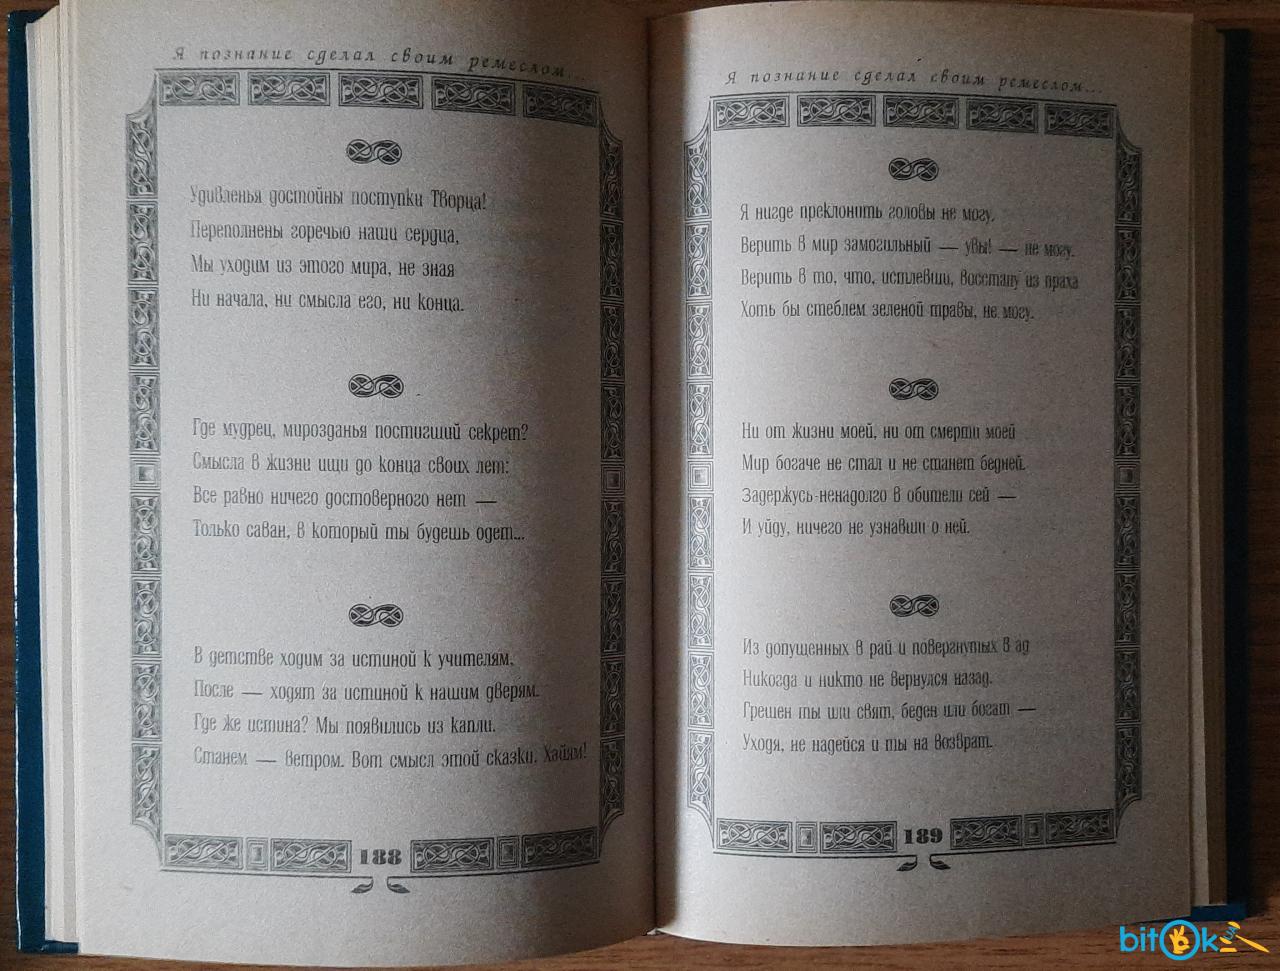 Я познание сделал своим ремеслом...
Удивленья достойны поступки Творца!
Переполнены горечью наши сердца,
Мы уходим из этого мира, не зная
Ни начала, ни смысла его, ни конца.
Где мудрец, мирозданья постигший секрет?
Смысла в жизни ищи до конца своих лет:
Все равно ничего достоверного нет —
Только саван, в который ты будешь одет...
В детстве ходим за истиной к учителям,
После — ходят за истиной к нашим дверям.
Где же истина? Мы появились из капли.
Станем — ветром. Вот смысл этой сказки, Хайям!
188
Я познание сделал своим ремеслом...
Я нигде преклонить головы не могу.
Верить в мир замогильный — увы! — не могу.
Верить в то, что, истлевши, восстану из праха
Хоть бы стеблем зеленой травы, не могу.
Ни от жизни моей, ни от смерти моей
Мир богаче не стал и не станет бедней.
Задержусь ненадолго в обители сей —
И уйду, ничего не узнавши о ней.
Из допущенных в рай и повергнутых в ад
Никогда и никто не вернулся назад.
Грешен ты или свят, беден или богат —
Уходя, не надейся и ты на возврат.
189
bitOk